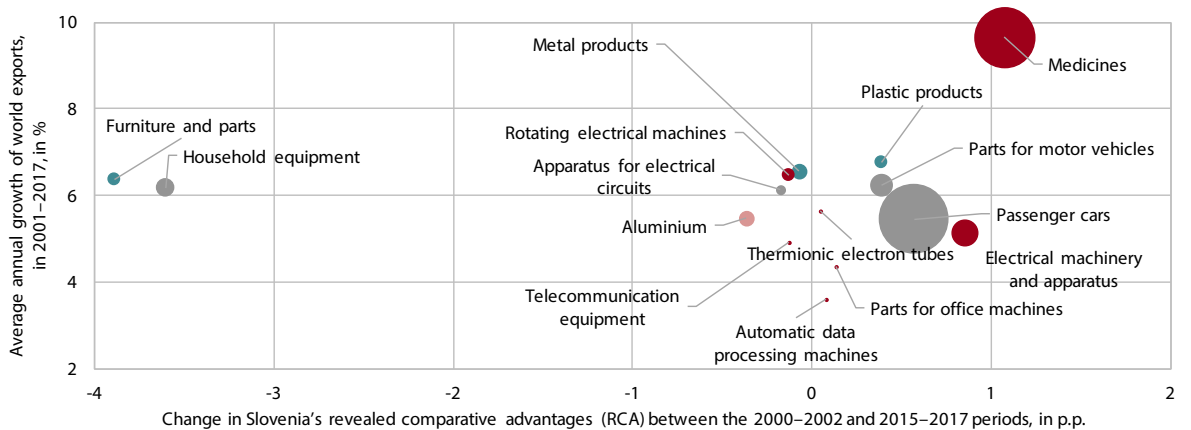 Average annual growth of world exports,
in 2001–2017, in %
10
8
6
4
2
-4
-3
-2
-1
0
1
2
Metal products
Medicines
Plastic products
Furniture and parts
Household equipment
Rotating electrical machines
Parts for motor vehicles
Apparatus for electrical
circuits
Aluminium
Passenger cars
Thermionic electron tubes
Electrical machinery
and apparatus
Telecommunication
equipment
Parts for office machines
Automatic data
processing machines
Change in Slovenia's revealed comparative advantages (RCA) between the 2000–2002 and 2015–2017 periods, in p.p.